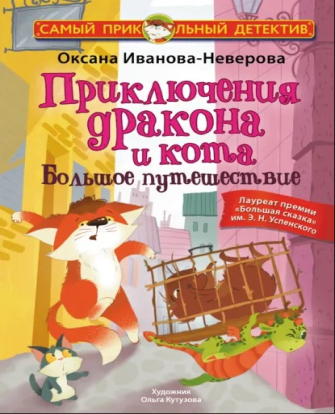 САМЫЙ ПРИКОЛЬНЫЙ ДЕТЕКТИВ
Оксана Иванова-Неверова
Приключения
дракона
и кота
Большое путешествие
Лауреат премии
«Большая сказка»
им. Э. Н. Успенского
Художник
Ольга Кутузова